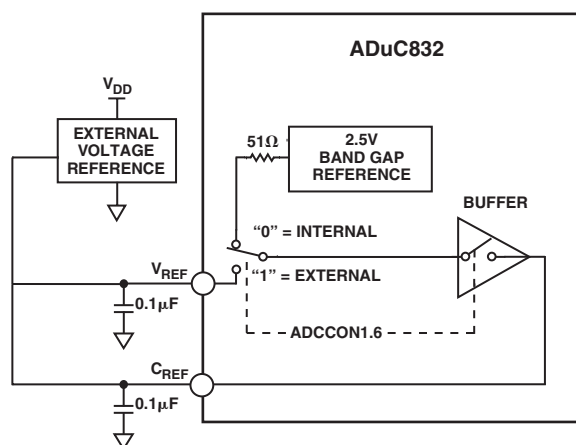 ADuC832
V_DD
EXTERNAL
VOLTAGE
REFERENCE
51Ω
2.5V
BAND GAP
REFERENCE
BUFFER
"0" = INTERNAL
V_REF
"1" = EXTERNAL
0.1μF
ADCCON1.6
C_REF
0.1μF